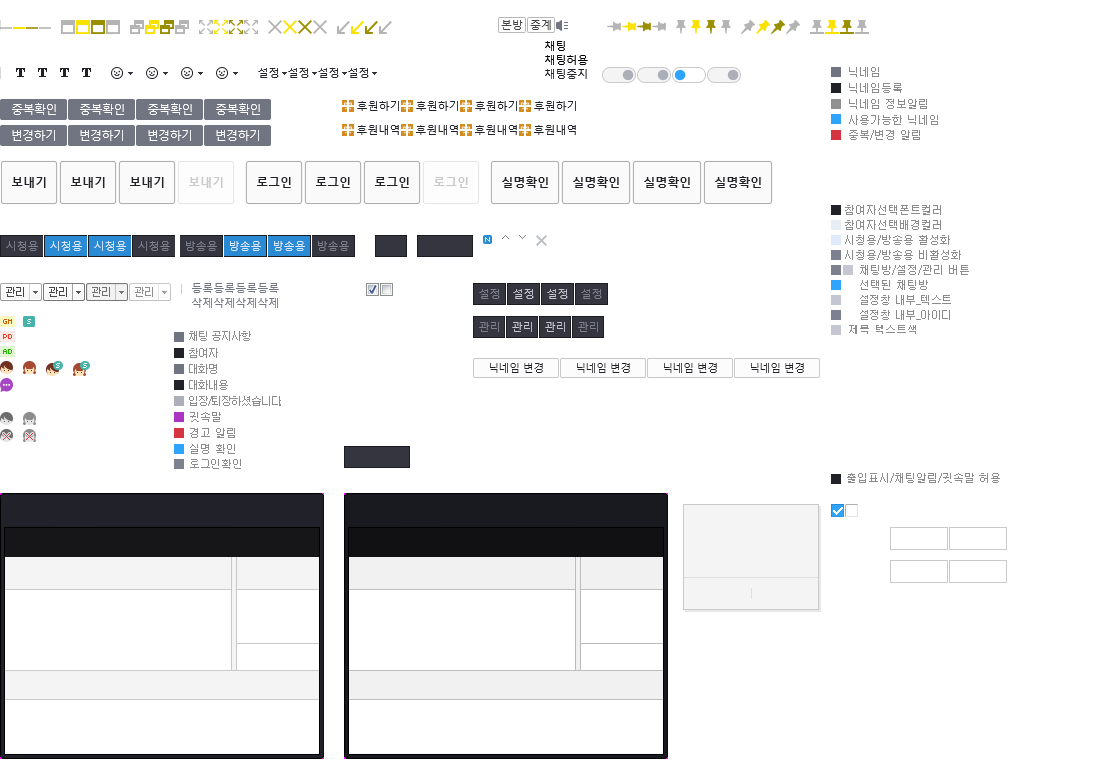 본방 중계
채팅
채팅허용
채팅중지
T T T T
설정 설정 설정 설정
닉네임
닉네임등록
닉네임 정보알림
사용가능한 닉네임
중복/변경 알림
중복확인 중복확인 중복확인 중복확인
변경하기 변경하기 변경하기 변경하기
후원하기 후원하기 후원하기 후원하기
후원내역 후원내역 후원내역 후원내역
보내기 보내기 보내기 보내기 로그인 로그인 로그인 로그인 실명확인 실명확인 실명확인 실명확인
참여자선택폰트컬러
참여자선택배경컬러
시청용/방송용 활성화
시청용/방송용 비활성화
채팅방/설정/관리 버튼
선택된 채팅방
설정창 내부_텍스트
설정창 내부_아이디
제목 텍스트색
시청용 시청용 시청용 시청용 방송용 방송용 방송용 방송용 N
관리 관리 관리 관리
등록등록등록등록
삭제삭제삭제삭제
설정 설정 설정 설정
관리 관리 관리 관리
GM S
PD
AD
S S
닉네임 변경 닉네임 변경 닉네임 변경 닉네임 변경
채팅 공지사항
참여자
대화명
대화내용
입장/퇴장하셨습니다.
귓속말
경고 알림
실명 확인
로그인확인
출입표시/채팅알림/귓속말 허용